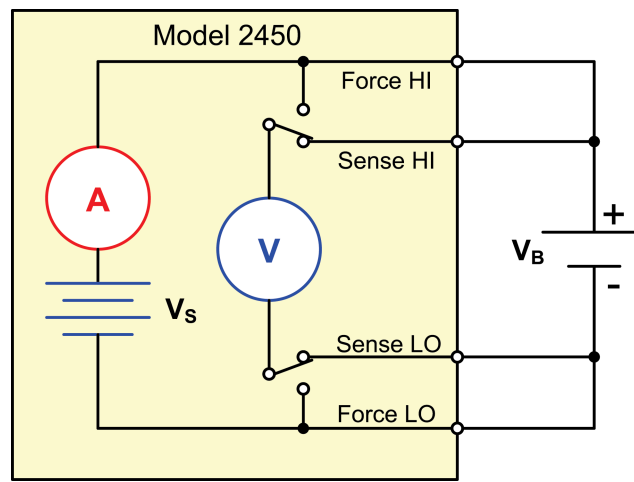 Model 2450
Force HI
Sense HI
A
V
VS
VB
+
-
Sense LO
Force LO